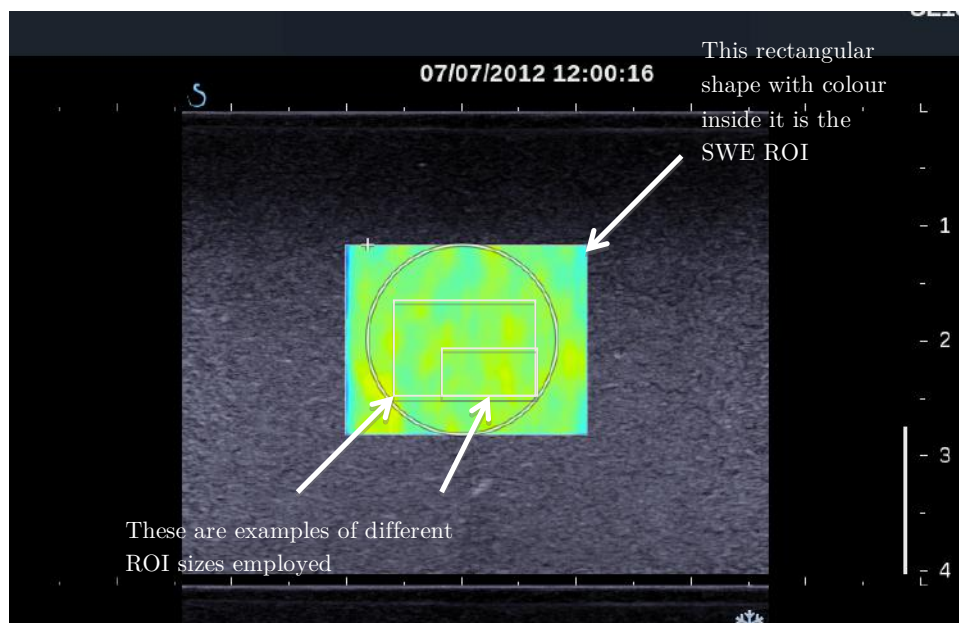 07/07/2012 12:00:16
This rectangular
shape with colour
inside it is the
SWE ROI
1
2
3
4
These are examples of different
ROI sizes employed